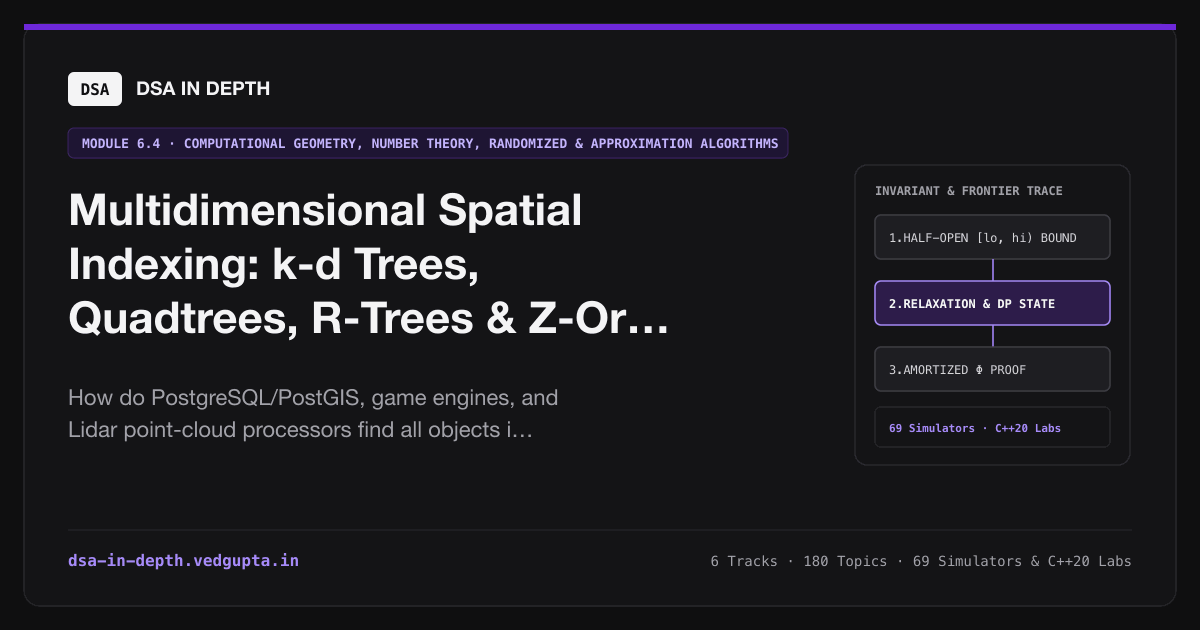 DSA
DSA IN DEPTH
MODULE 6.4 · COMPUTATIONAL GEOMETRY, NUMBER THEORY, RANDOMIZED & APPROXIMATION ALGORITHMS
Multidimensional Spatial
Indexing: k-d Trees,
Quadtrees, R-Trees & Z-Or...
How do PostgreSQL/PostGIS, game engines, and
Lidar point-cloud processors find all objects i...
INVARIANT & FRONTIER TRACE
1.HALF-OPEN [lo, hi) BOUND
2.RELAXATION & DP STATE
3.AMORTIZED Φ PROOF
69 Simulators · C++20 Labs
dsa-in-depth.vedgupta.in
6 Tracks · 180 Topics · 69 Simulators & C++20 Labs